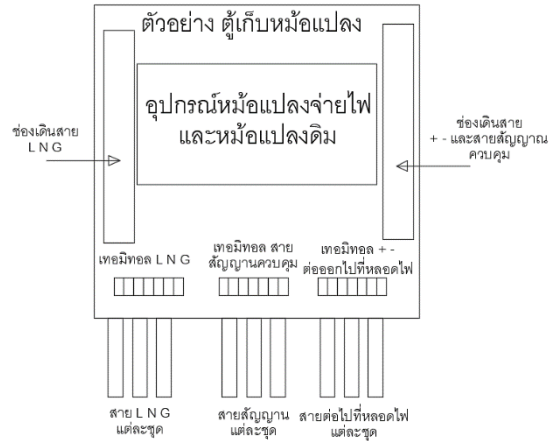 ตัวอย่าง ตู้เก็บหม้อแปลง
อุปกรณ์หม้อแปลงจ่ายไฟ
และหม้อแปลงดิม
ช่องเดินสาย
L N G
ช่องเดินสาย
+ - และสายสัญญาณ
ควบคุม
เทอมิทอล L N G
เทอมิทอล สาย
สัญญานควบคุม
เทอมิทอล + -
ต่อออกไปที่หลอดไฟ
สาย L N G
แต่ละชุด
สายสัญญาน
แต่ละชุด
สายต่อไปที่หลอดไฟ
แต่ละชุด